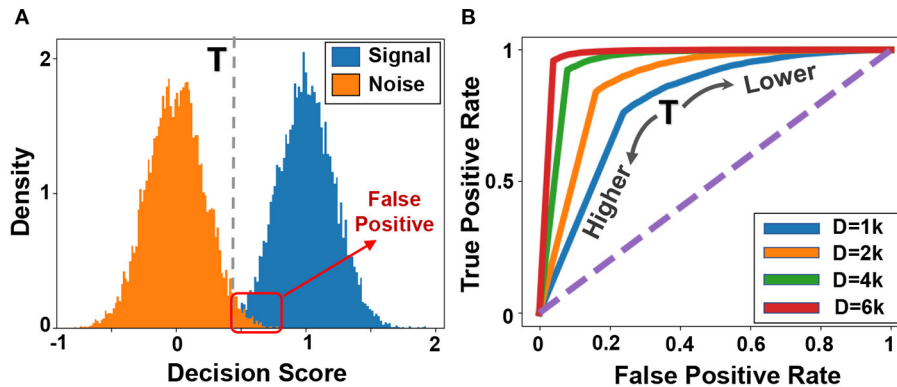 A
T
Signal
Noise
2
1
0
Density
False
Positive
-1
0
1
2
Decision Score
B
1
0.5
0
True Positive Rate
T
Lower
Higher
D=1k
D=2k
D=4k
D=6k
0
0.2
0.4
0.6
0.8
1
False Positive Rate